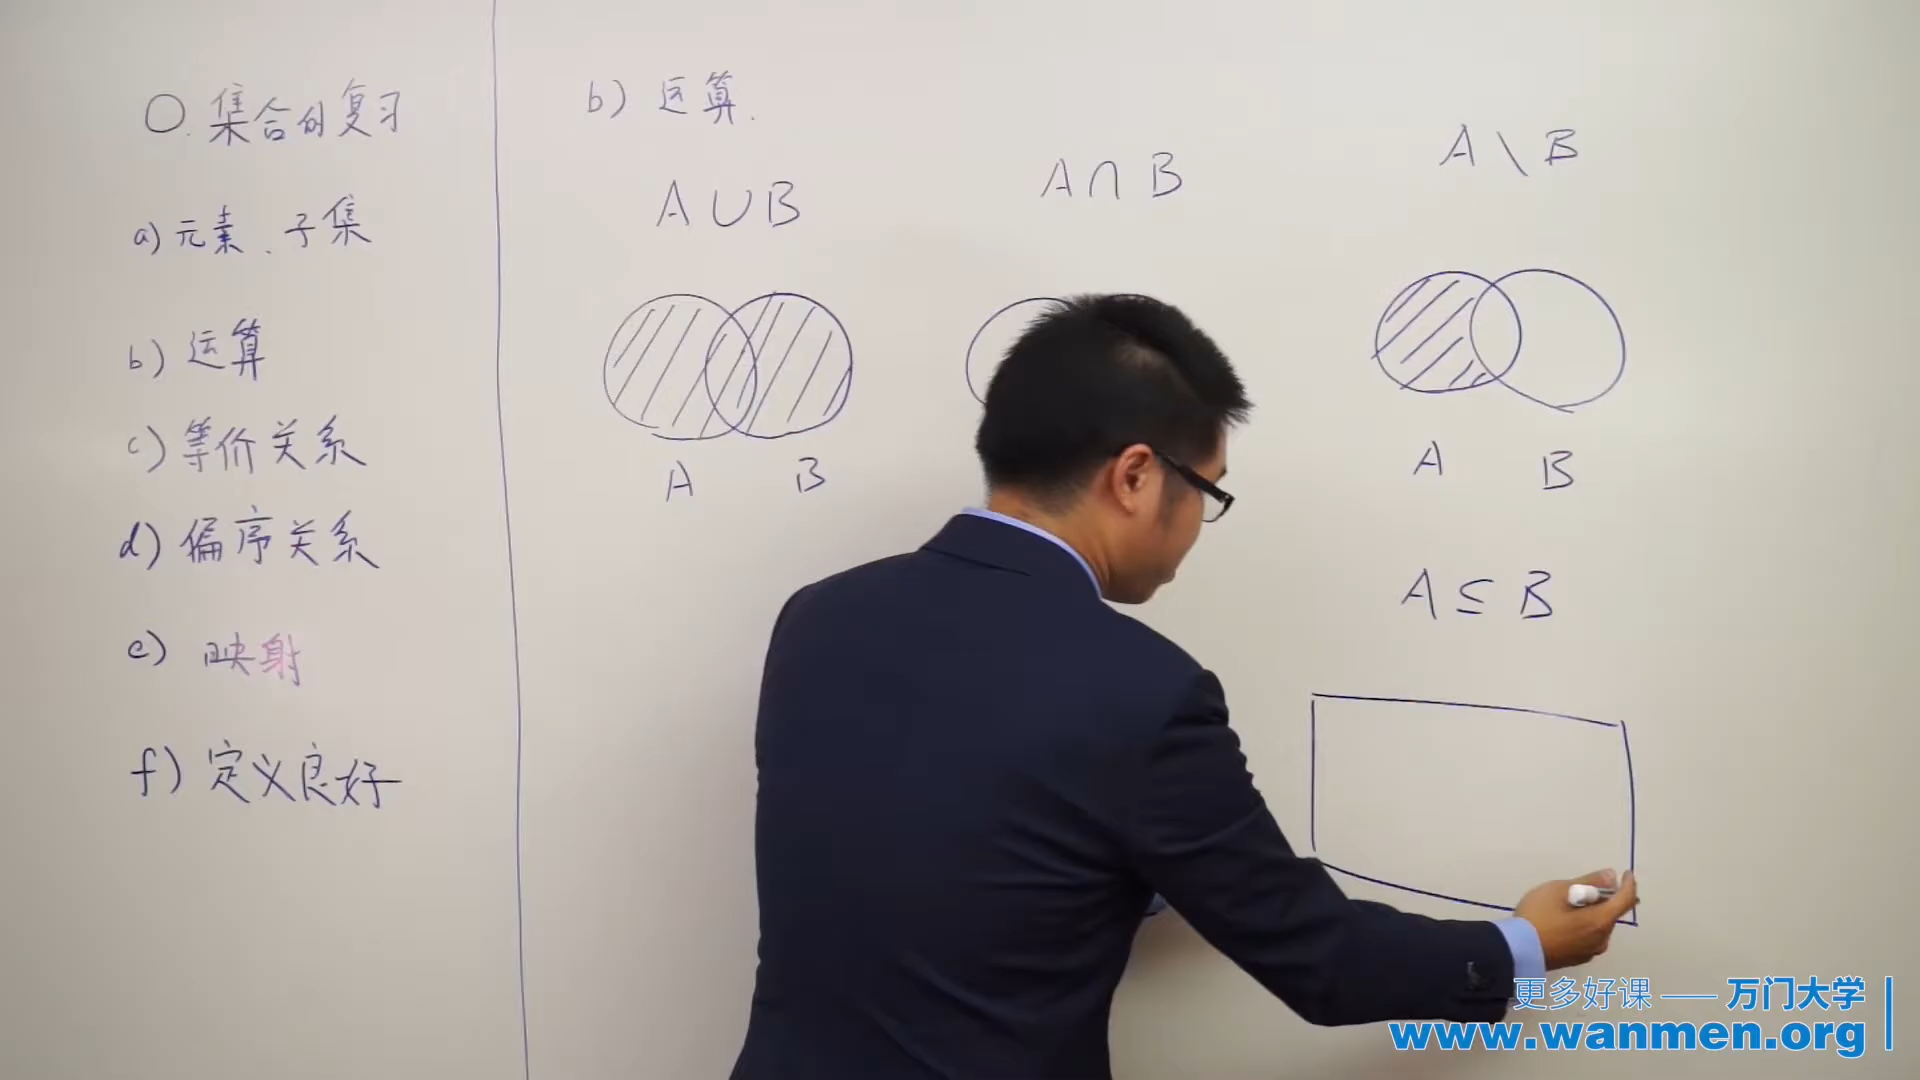 0. 集合的复习
a) 元素、子集
b) 运算
c) 等价关系
d) 偏序关系
e) 映射
f) 定义良好
b) 运算.
A ∪ B
A B
A ∩ B
A \ B
A B
A ⊆ B
更多好课 —— 万门大学
www.wanmen.org